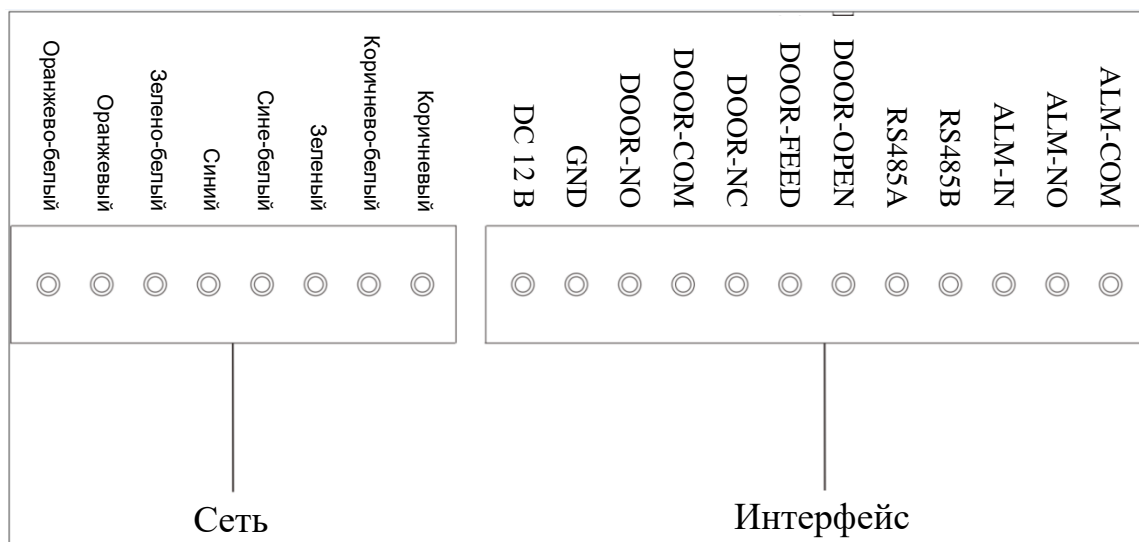 Оранжево-белый
Оранжевый
Зелено-белый
Синий
Сине-белый
Зеленый
Коричнево-белый
Коричневый
DC 12 В
GND
DOOR-NO
DOOR-COM
DOOR-NC
DOOR-FEED
DOOR-OPEN
RS485A
RS485B
ALM-IN
ALM-NO
ALM-COM
Сеть
Интерфейс